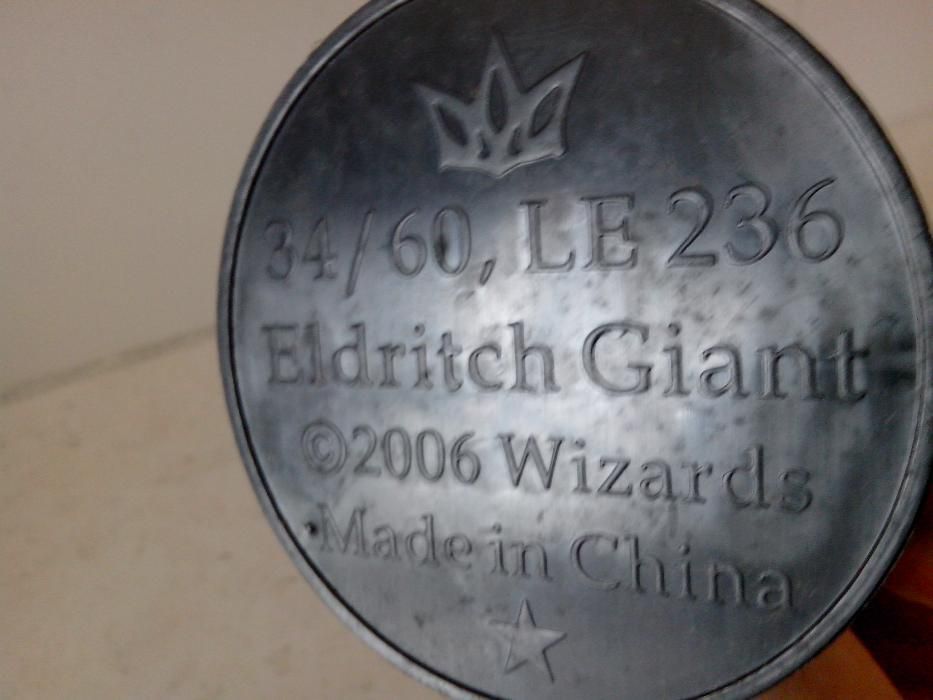 34/60, LE 236
Eldritch Giant
©2006 Wizards
Made in China